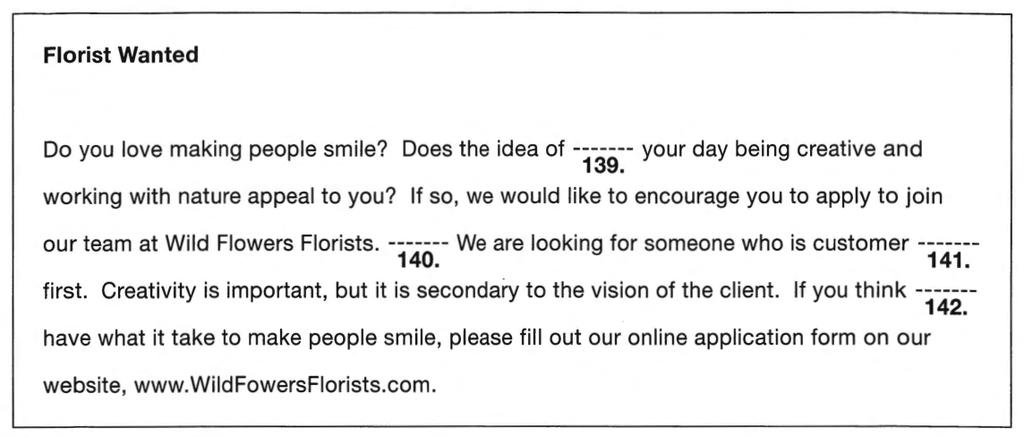 Florist Wanted
Do you love making people smile? Does the idea of ------- your day being creative and
139.
working with nature appeal to you? If so, we would like to encourage you to apply to join
our team at Wild Flowers Florists. ------- We are looking for someone who is customer -------
140. 141.
first. Creativity is important, but it is secondary to the vision of the client. If you think -------
142.
have what it take to make people smile, please fill out our online application form on our
website, www.WildFowersFlorists.com.